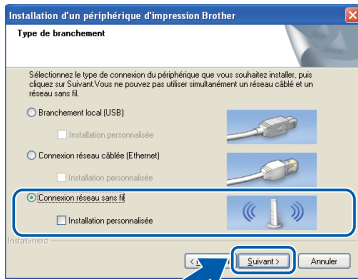 Installation d'un périphérique d'impression Brother
Type de branchement
Sélectionnez le type de connexion du périphérique que vous souhaitez installer, puis
cliquez sur Suivant.Vous ne pouvez pas utiliser simultanément un réseau câblé et un
réseau sans fil.
Branchement local (USB)
Installation personnalisée
Connexion réseau câblée (Ethernet)
Installation personnalisée
Connexion réseau sans fil
Installation personnalisée
InstallShield
Suivant >
Annuler